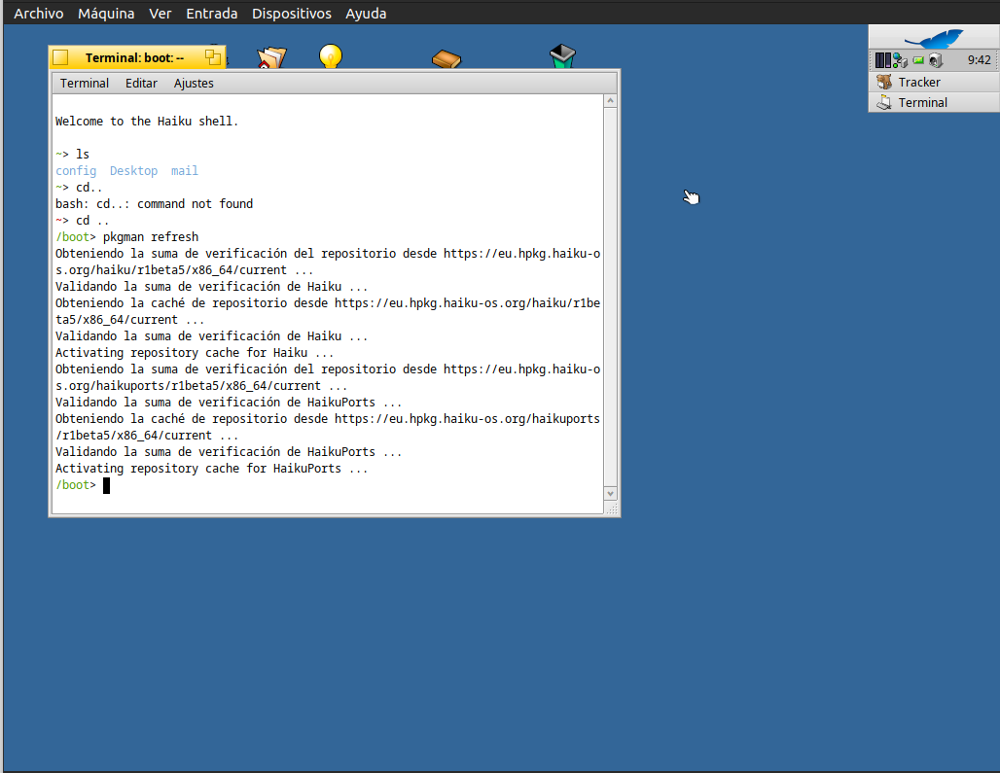 Archivo Máquina Ver Entrada Dispositivos Ayuda
Terminal: boot: --
9:42
Tracker
Terminal
Terminal Editar Ajustes
Welcome to the Haiku shell.
~> ls
config Desktop mail
~> cd..
bash: cd..: command not found
~> cd ..
/boot> pkgman refresh
Obteniendo la suma de verificación del repositorio desde https://eu.hpkg.haiku-o
s.org/haiku/r1beta5/x86_64/current ...
Validando la suma de verificación de Haiku ...
Obteniendo la caché de repositorio desde https://eu.hpkg.haiku-os.org/haiku/r1be
ta5/x86_64/current ...
Validando la suma de verificación de Haiku ...
Activating repository cache for Haiku ...
Obteniendo la suma de verificación del repositorio desde https://eu.hpkg.haiku-o
s.org/haikuports/r1beta5/x86_64/current ...
Validando la suma de verificación de HaikuPorts ...
Obteniendo la caché de repositorio desde https://eu.hpkg.haiku-os.org/haikuports
/r1beta5/x86_64/current ...
Validando la suma de verificación de HaikuPorts ...
Activating repository cache for HaikuPorts ...
/boot>